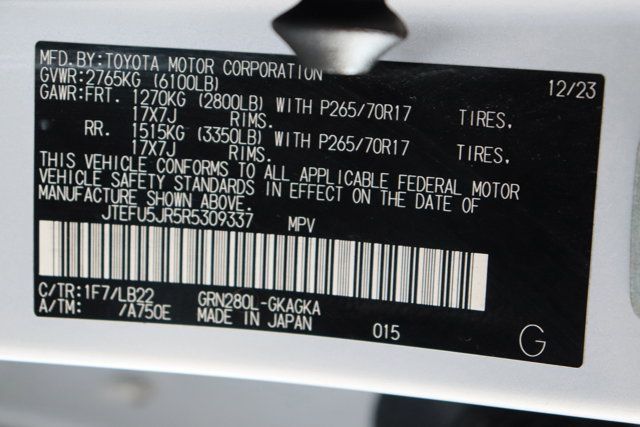 MFD.BY:TOYOTA MOTOR CORPORATION 12/23
GVWR:2765KG (6100LB)
GAWR:FRT. 1270KG (2800LB) WITH P265/70R17 TIRES,
17X7J RIMS.
RR. 1515KG (3350LB) WITH P265/70R17 TIRES,
17X7J RIMS.
THIS VEHICLE CONFORMS TO ALL APPLICABLE FEDERAL MOTOR
VEHICLE SAFETY STANDARDS IN EFFECT ON THE DATE OF
MANUFACTURE SHOWN ABOVE.
JTEFU5JR5R5309337 MPV
C/TR:1F7/LB22 GRN280L-GKAGKA
A/TM: /A750E MADE IN JAPAN 015 G